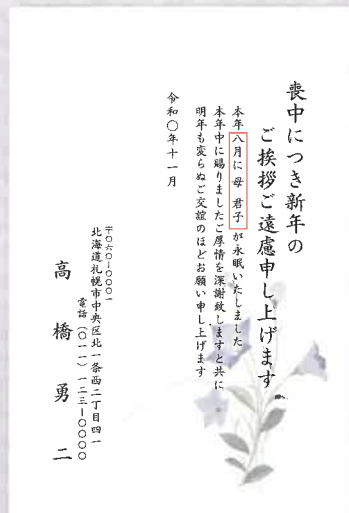 喪中につき新年の
ご挨拶ご遠慮申し上げます
本年八月に 母 君子 が永眠いたしました
本年中に賜りましたご厚情を深謝致しますと共に
明年も変らぬご交誼のほどお願い申し上げます
令和〇年十一月
〒〇六〇-〇〇〇一
北海道札幌市中央区北一条西二丁目四一
電話(〇一一)一二三-〇〇〇〇
高橋勇二